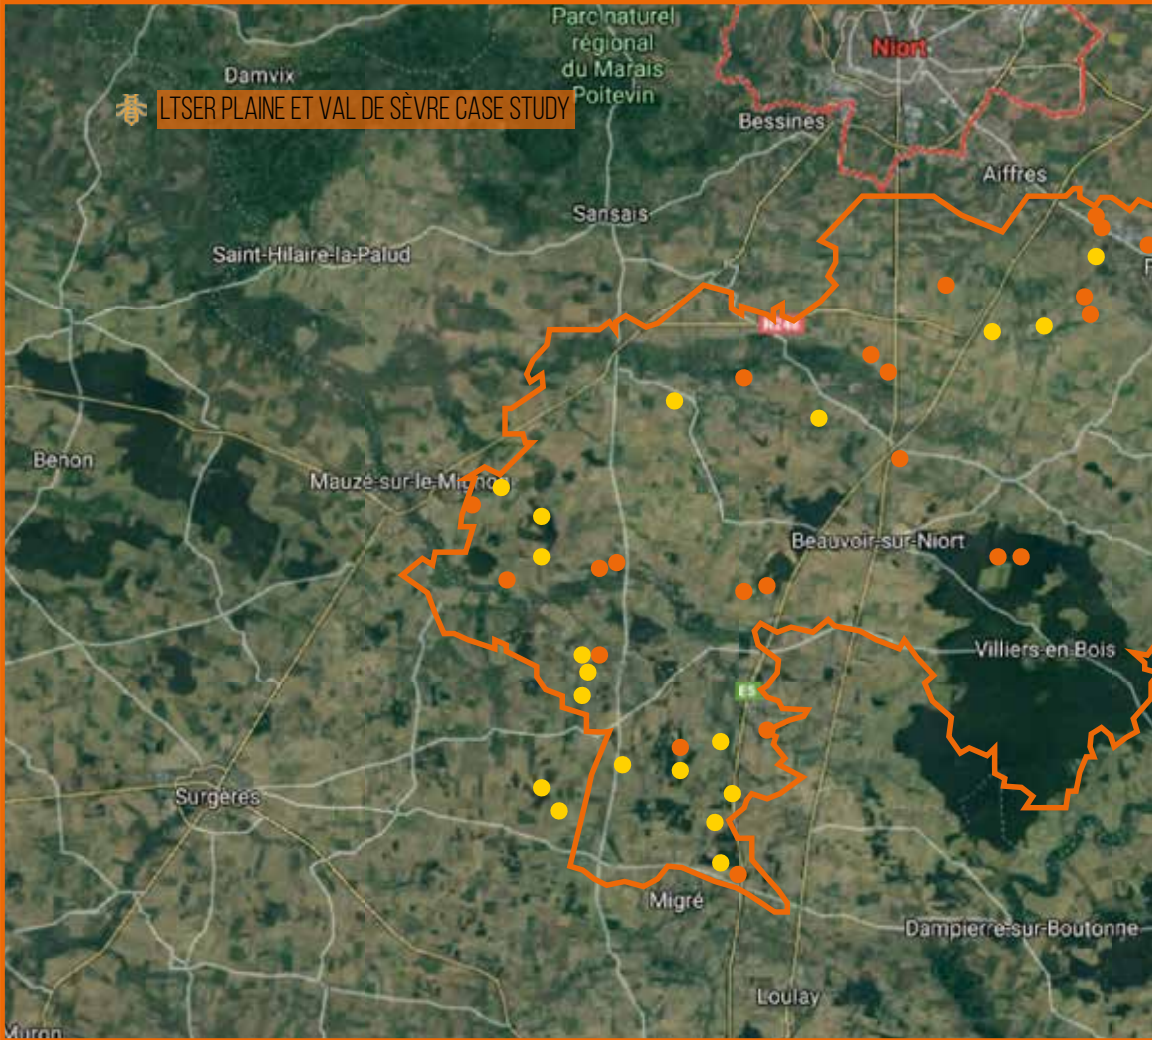 Parc naturel
régional
du Marais
Poitevin
Niort
Damvix
LTSER PLAINE ET VAL DE SÈVRE CASE STUDY
Bessines
Aiffres
Sansais
Saint-Hilaire-la-Palud
Benon
Mauzé-sur-le-Mignon
Beauvoir-sur-Niort
Villiers-en-Bois
E5
Surgères
Migré
Dampierre-sur-Boutonne
Loulay
Muron